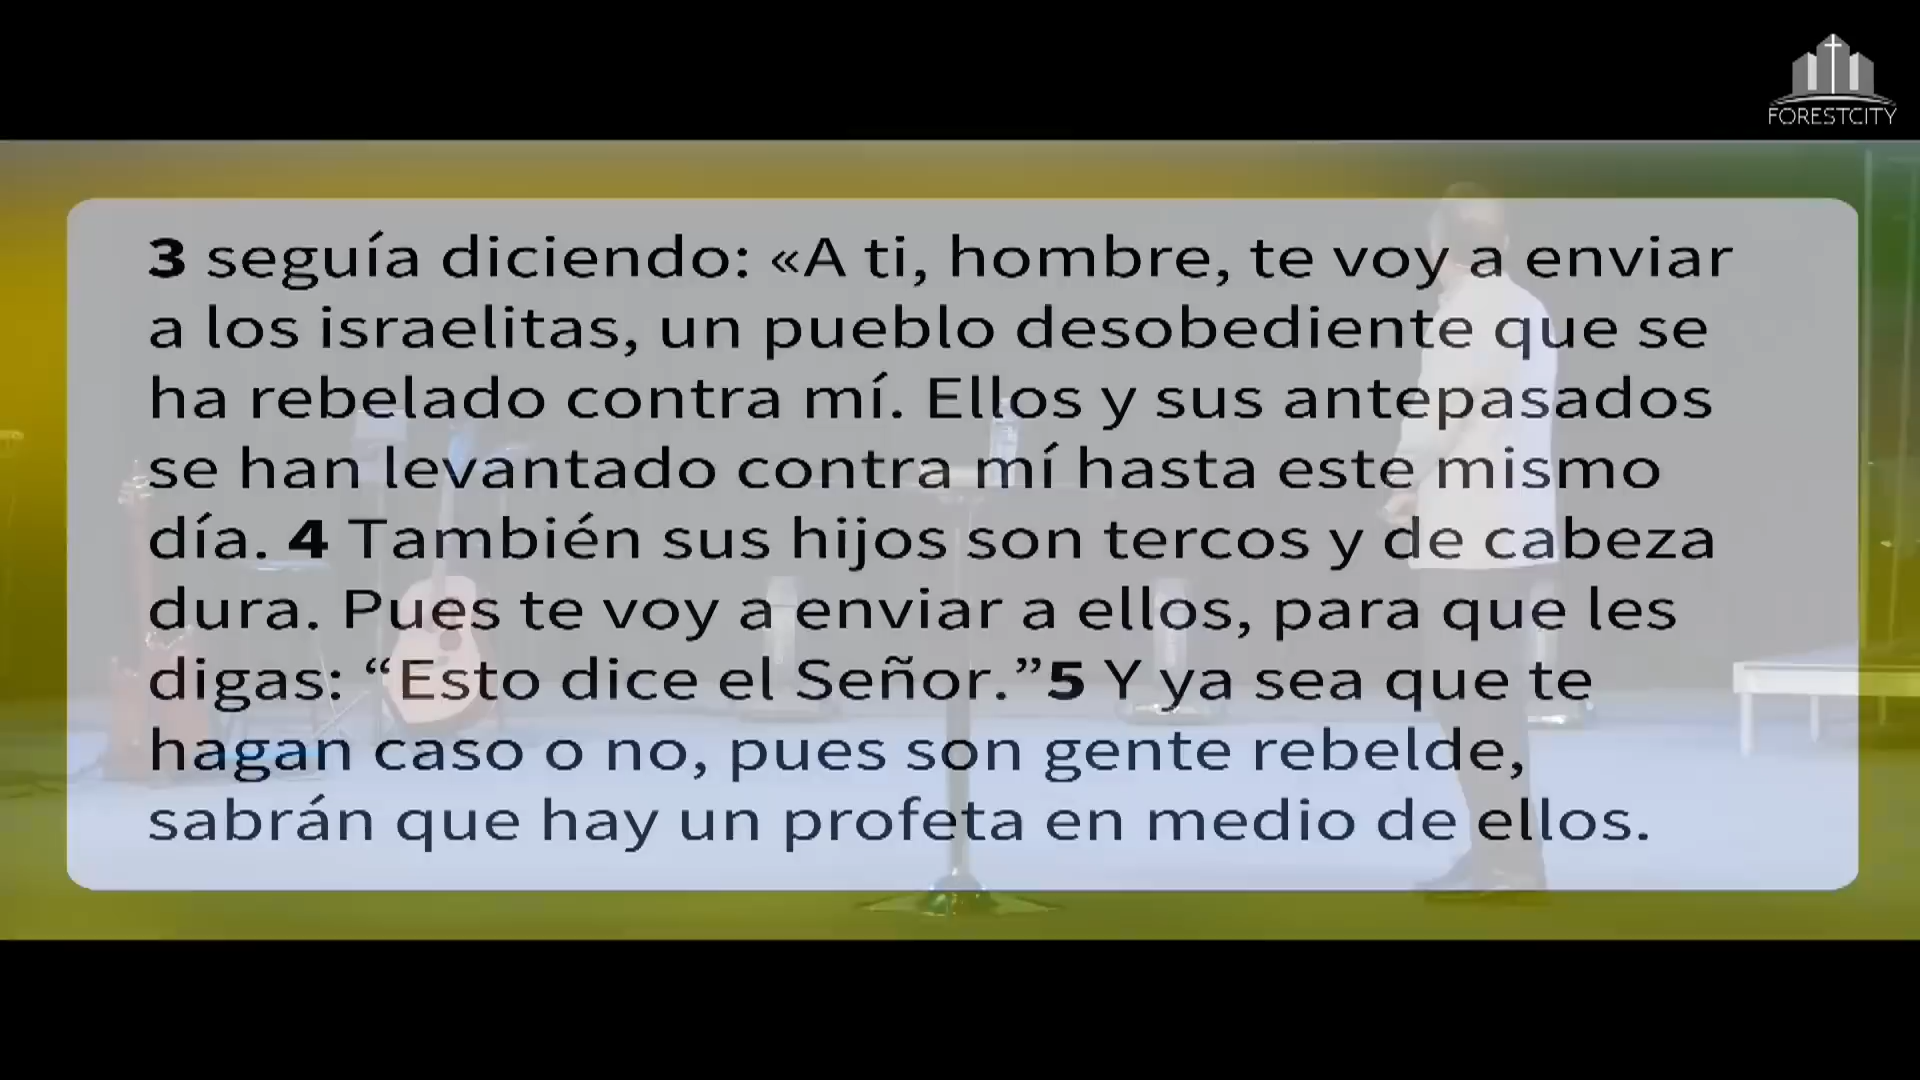 FORESTCITY
3 seguía diciendo: «A ti, hombre, te voy a enviar
a los israelitas, un pueblo desobediente que se
ha rebelado contra mí. Ellos y sus antepasados
se han levantado contra mí hasta este mismo
día. 4 También sus hijos son tercos y de cabeza
dura. Pues te voy a enviar a ellos, para que les
digas: “Esto dice el Señor.”5 Y ya sea que te
hagan caso o no, pues son gente rebelde,
sabrán que hay un profeta en medio de ellos.